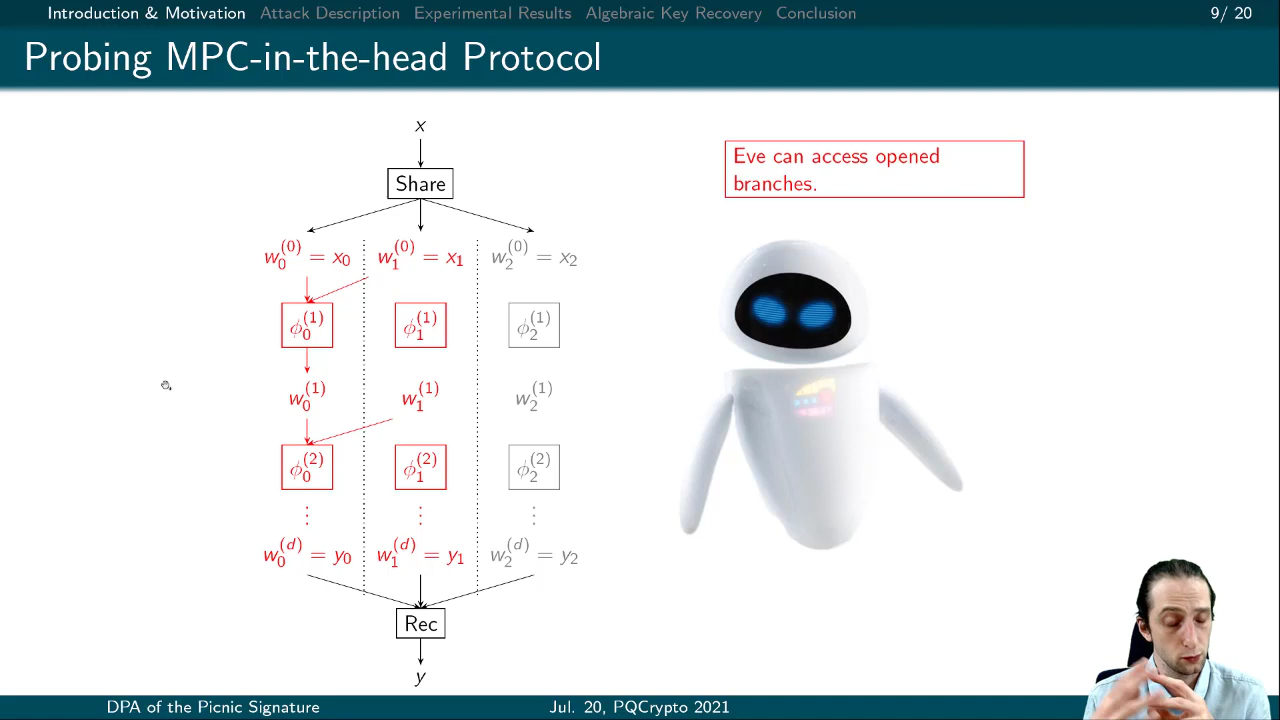 Introduction & Motivation Attack Description Experimental Results Algebraic Key Recovery Conclusion 9/ 20
Probing MPC-in-the-head Protocol
x
Share
Eve can access opened
branches.
w₀⁽⁰⁾ = x₀ w₁⁽⁰⁾ = x₁ w₂⁽⁰⁾ = x₂
ϕ₀⁽¹⁾ ϕ₁⁽¹⁾ ϕ₂⁽¹⁾
w₀⁽¹⁾ w₁⁽¹⁾ w₂⁽¹⁾
ϕ₀⁽²⁾ ϕ₁⁽²⁾ ϕ₂⁽²⁾
⋮ ⋮ ⋮
w₀⁽ᵈ⁾ = y₀ w₁⁽ᵈ⁾ = y₁ w₂⁽ᵈ⁾ = y₂
Rec
y
DPA of the Picnic Signature Jul. 20, PQCrypto 2021